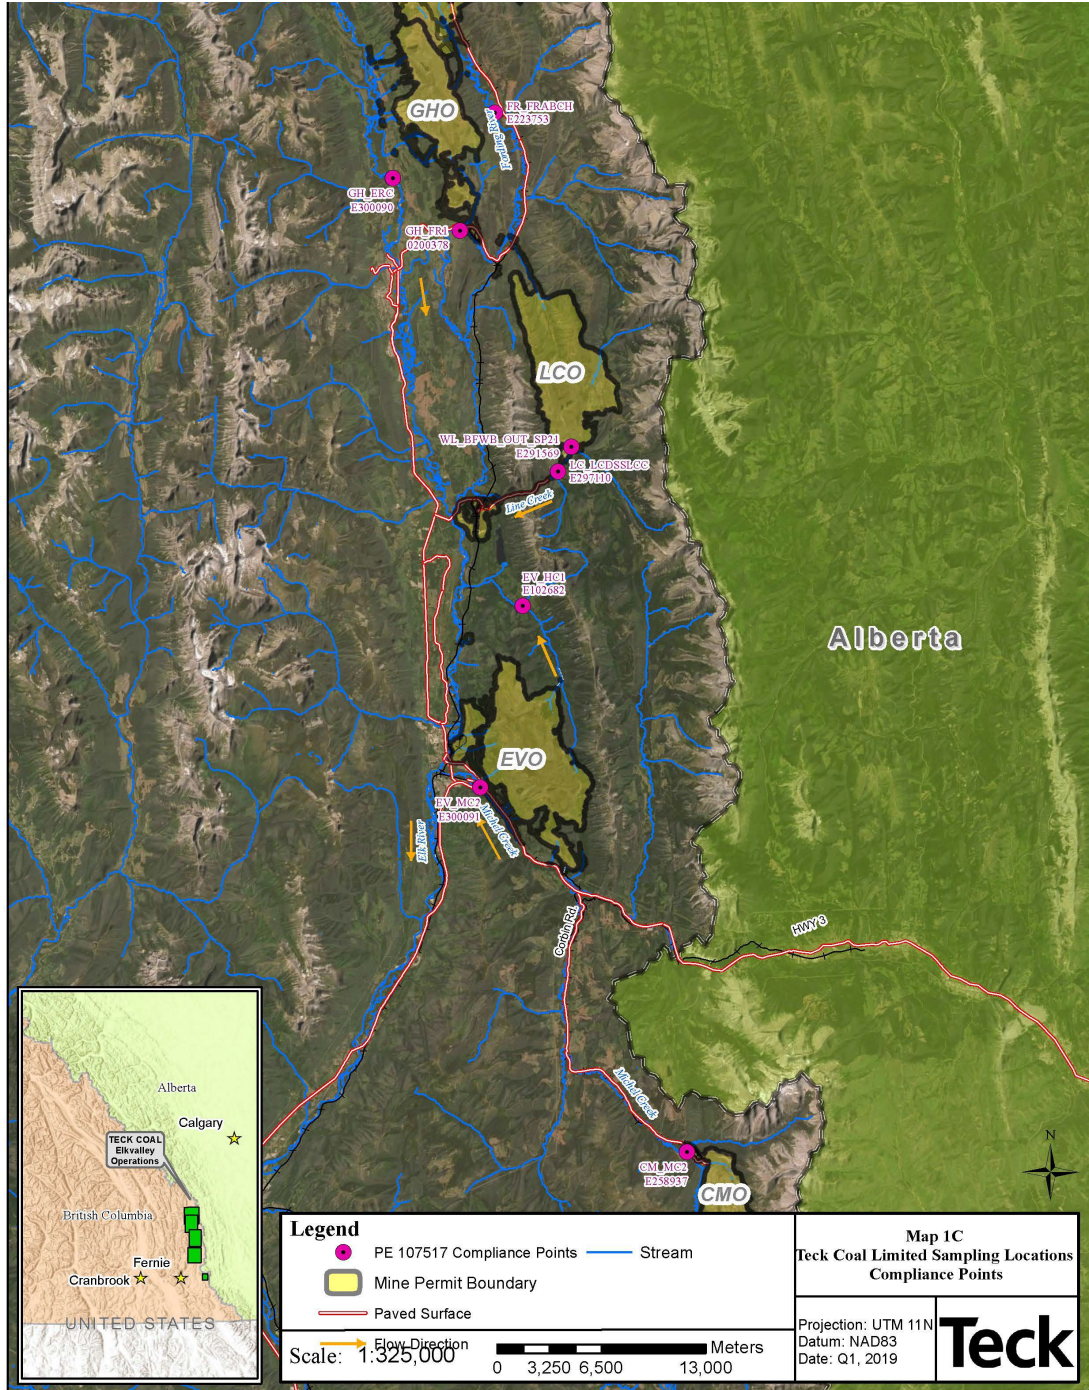 GHO
FR_FRABCH
E223753
Fording River
GH_ERC
E300090
GH_FR1
0200378
LCO
WL_BFWB_OUT_SP21
E291569
LC_LCDSSLCC
E297110
Line Creek
EV_HC1
E102682
Alberta
EVO
EV_MC2
E300091
Michel Creek
Elk River
Corbin Rd.
HWY 3
Michel Creek
CM_MC2
E258937
CMO
N
Alberta
Calgary
TECK COAL
Elkvalley
Operations
British Columbia
Fernie
Cranbrook
UNITED STATES
Legend
PE 107517 Compliance Points
Stream
Mine Permit Boundary
Paved Surface
Flow Direction
Scale: 1:325,000
Meters
0 3,250 6,500 13,000
Map 1C
Teck Coal Limited Sampling Locations
Compliance Points
Projection: UTM 11N
Datum: NAD83
Date: Q1, 2019
Teck